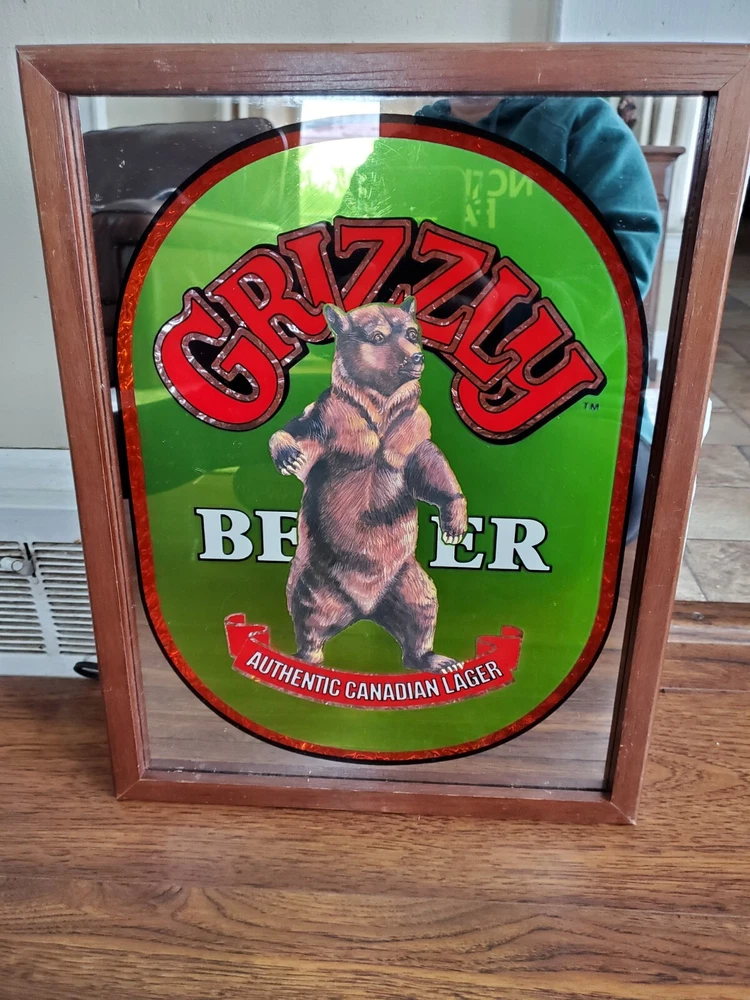 GRIZZLY
TM
BEER
AUTHENTIC CANADIAN LAGER